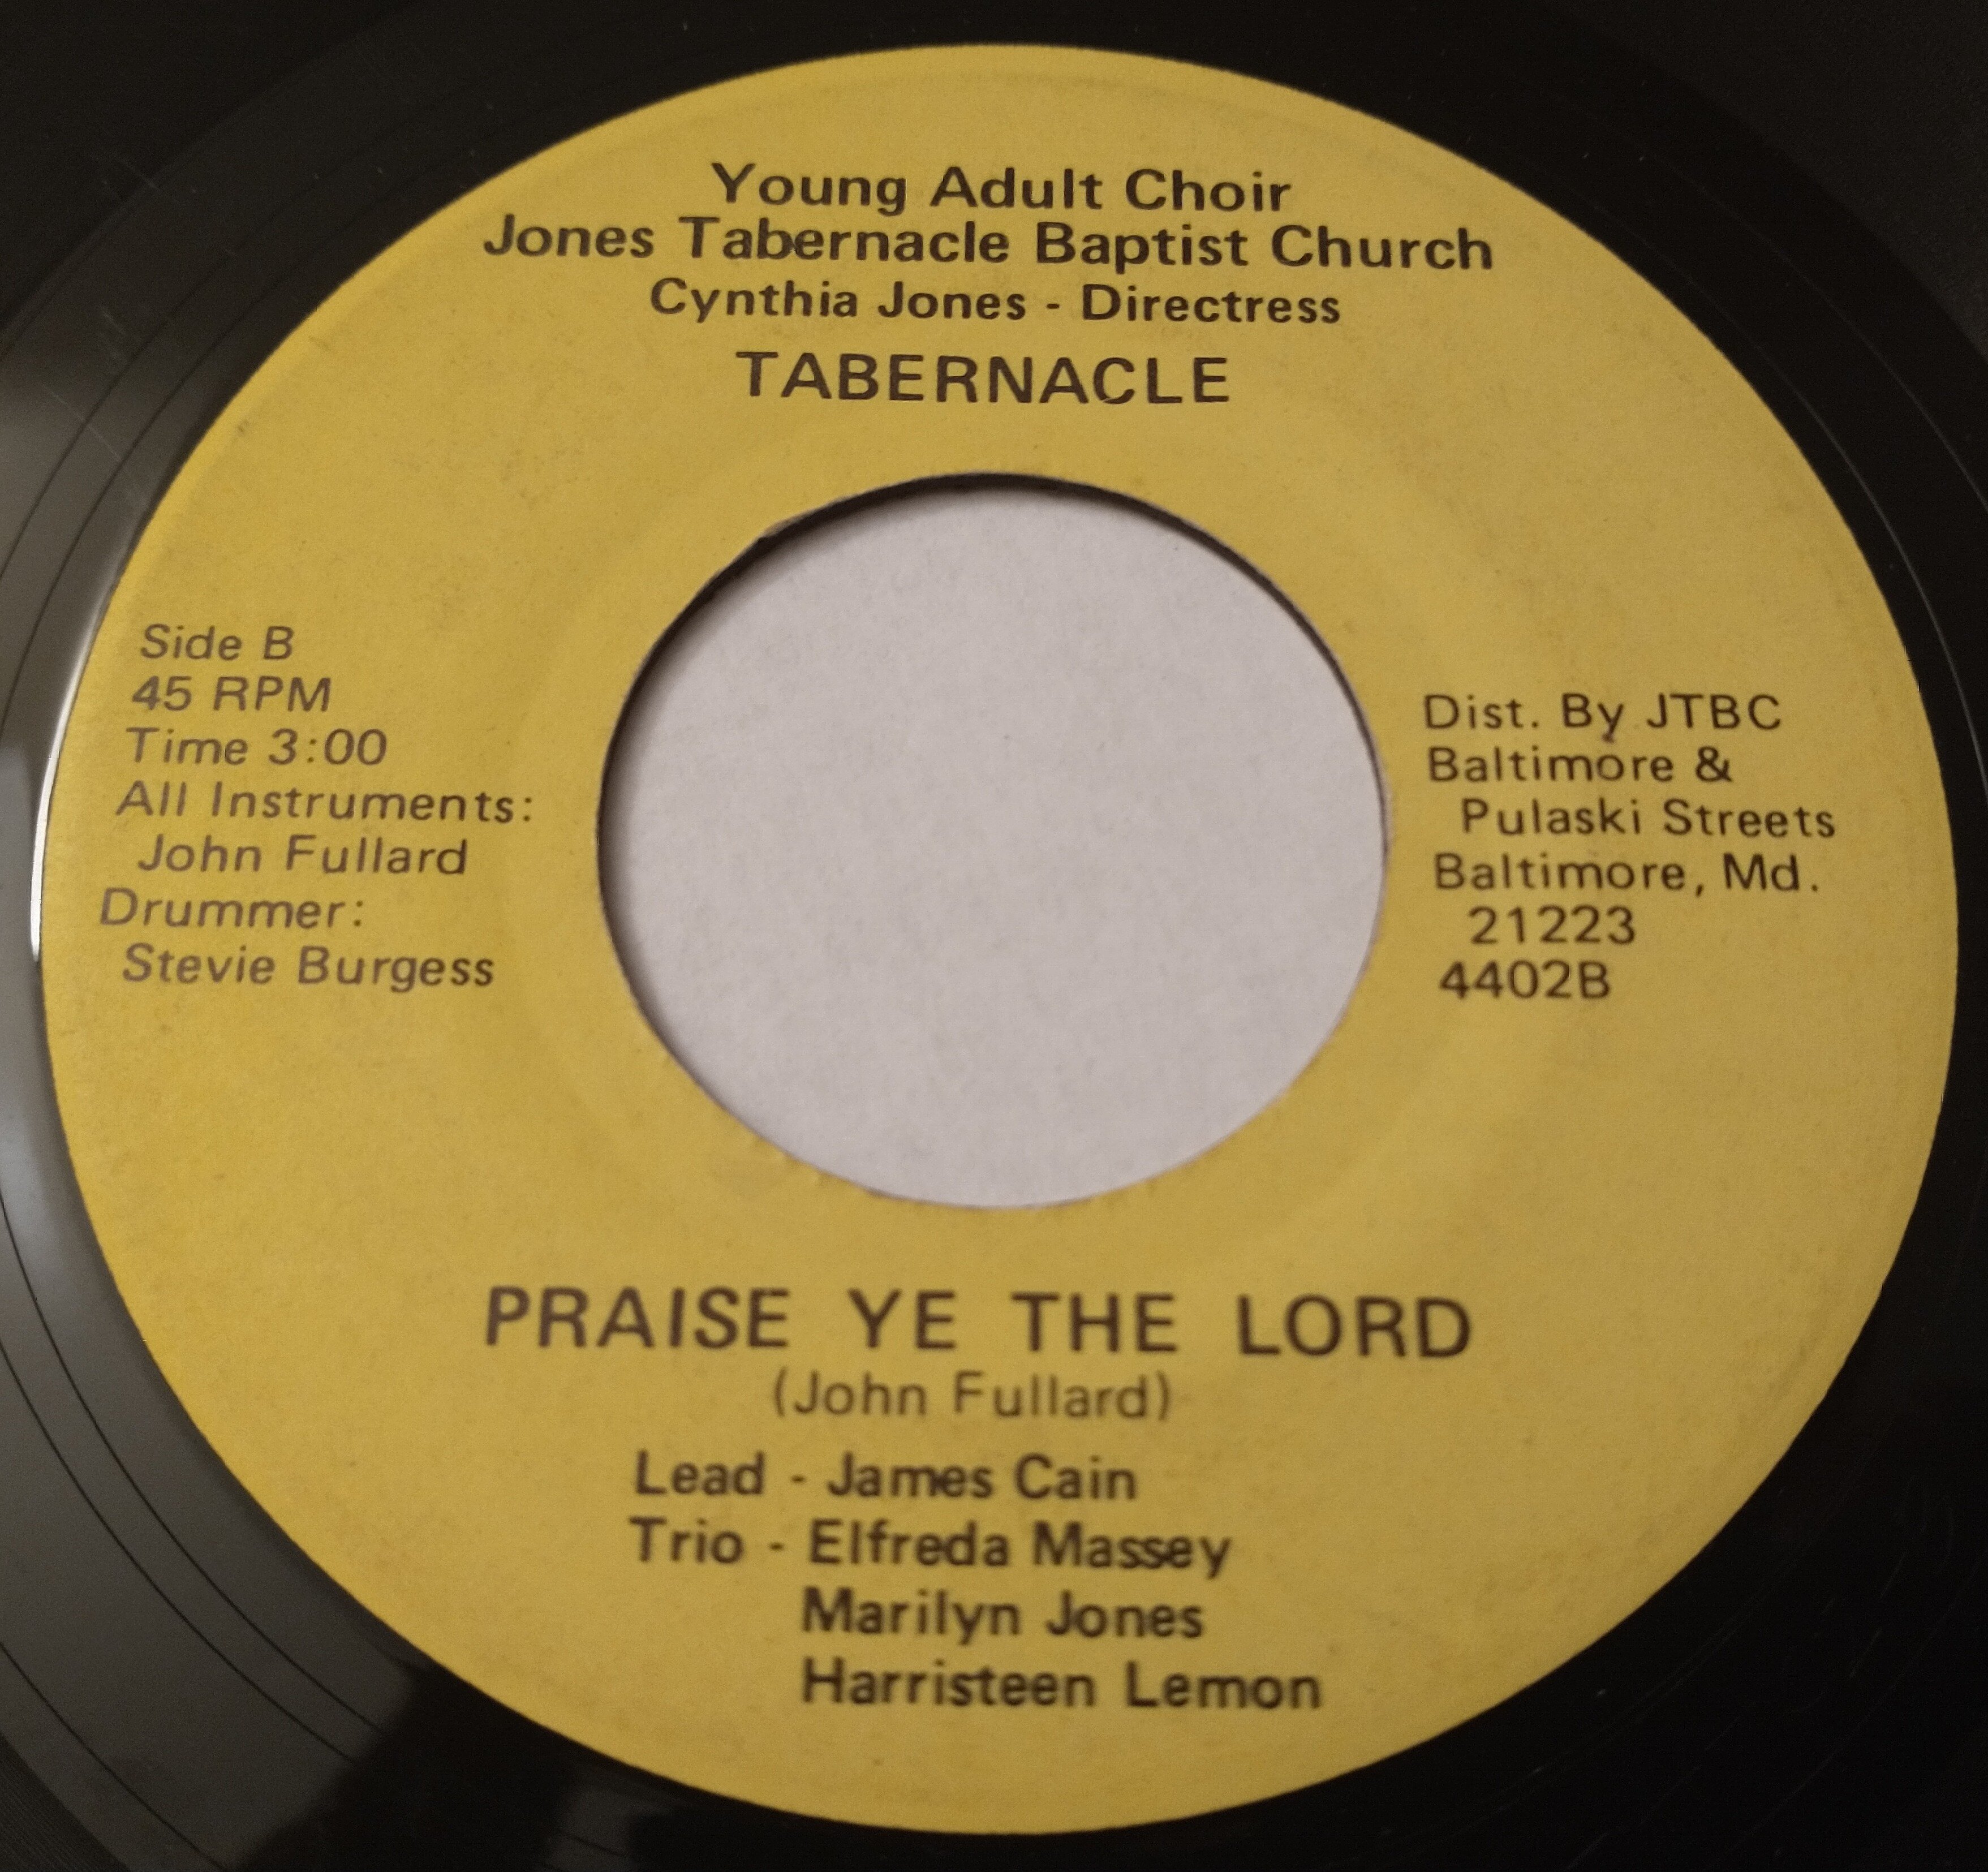 Young Adult Choir
Jones Tabernacle Baptist Church
Cynthia Jones - Directress
TABERNACLE
Side B
45 RPM
Time 3:00
All Instruments:
John Fullard
Drummer:
Stevie Burgess
Dist. By JTBC
Baltimore &
Pulaski Streets
Baltimore, Md.
21223
4402B
PRAISE YE THE LORD
(John Fullard)
Lead - James Cain
Trio - Elfreda Massey
Marilyn Jones
Harristeen Lemon